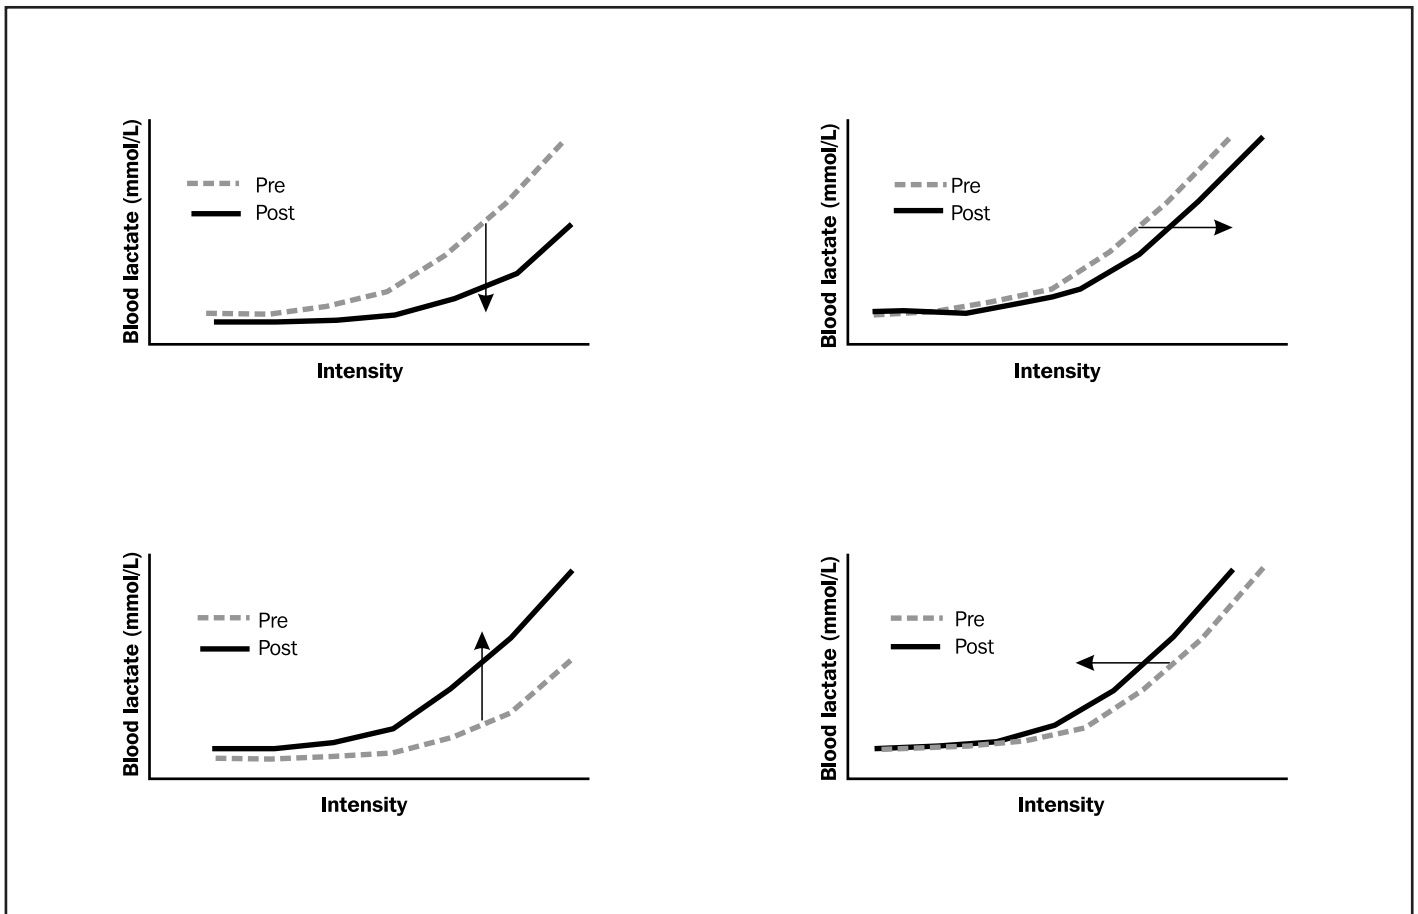 Blood lactate (mmol/L)
Pre
Post
Intensity
Blood lactate (mmol/L)
Pre
Post
Intensity
Blood lactate (mmol/L)
Pre
Post
Intensity
Blood lactate (mmol/L)
Pre
Post
Intensity